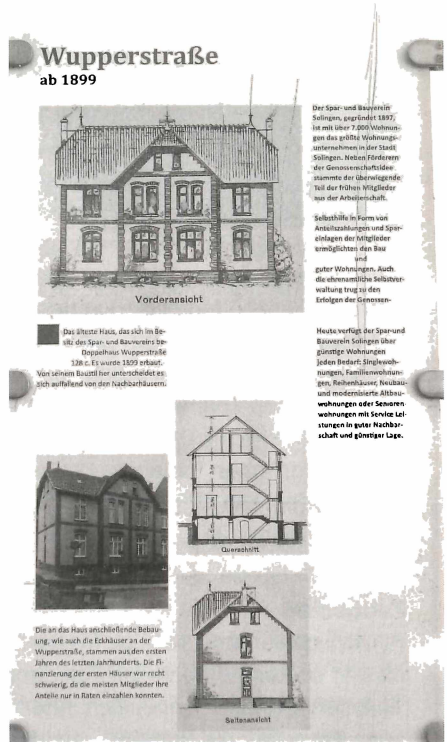 Wupperstraße
ab 1899
Vorderansicht
Das älteste Haus, das sich im Be-
sitz des Spar- und Bauvereins be-
Doppelhaus Wupperstraße
128 c. Es wurde 1899 erbaut.
Von seinem Baustil her unterscheidet es
sich auffallend von den Nachbarhäusern.
Der Spar- und Bauverein
Solingen, gegründet 1897,
ist mit über 7.000 Wohnun-
gen das größte Wohnungs-
unternehmen in der Stadt
Solingen. Neben Förderern
der Genossenschaftsidee
stammte der überwiegende
Teil der frühen Mitglieder
aus der Arbeiterschaft.
Selbsthilfe in Form von
Anteilszahlungen und Spar-
einlagen der Mitglieder
ermöglichten den Bau
und
guter Wohnungen. Auch
die ehrenamtliche Selbstver-
waltung trug zu den
Erfolgen der Genossen-
Heute verfügt der Spar-und
Bauverein Solingen über
günstige Wohnungen
jeden Bedarf: Singlewoh-
nungen, Familienwohnun-
gen, Reihenhäuser, Neubau-
und modernisierte Altbau-
wohnungen oder Senioren
wohnungen mit Service Lei-
stungen in guter Nachbar-
schaft und günstiger Lage.
Querschnitt
Die an das Haus anschließende Bebau-
ung, wie auch die Eckhäuser an der
Wupperstraße, stammen aus den ersten
Jahren des letzten Jahrhunderts. Die Fi-
nanzierung der ersten Häuser war recht
schwierig, da die meisten Mitglieder ihre
Anteile nur in Raten einzahlen konnten.
Seitenansicht